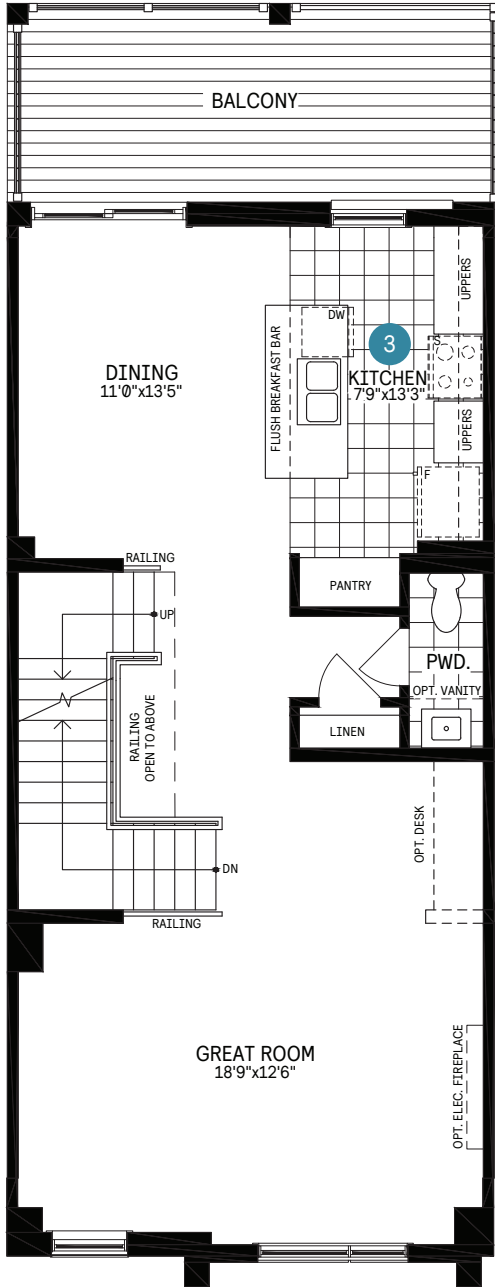 BALCONY
UPPERS
DW
S
3
FLUSH BREAKFAST BAR
DINING
11'0"x13'5"
KITCHEN
7'9"x13'3"
UPPERS
F
RAILING
PANTRY
UP
PWD.
OPT. VANITY
RAILING
OPEN TO ABOVE
LINEN
OPT. DESK
DN
RAILING
GREAT ROOM
18'9"x12'6"
OPT. ELEC. FIREPLACE